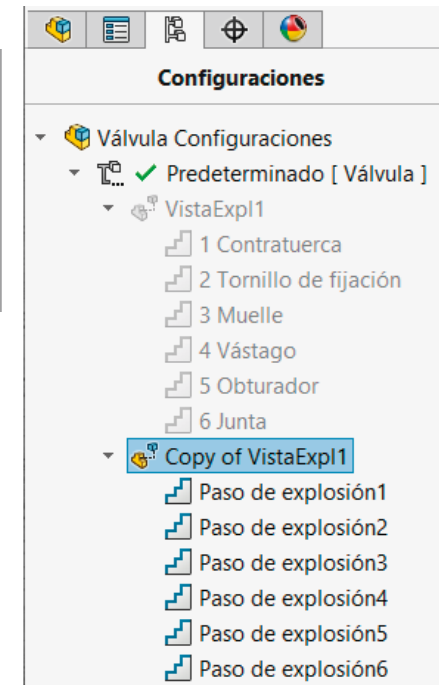 Configuraciones
Válvula Configuraciones
Predeterminado [ Válvula ]
VistaExpl1
1 Contratuerca
2 Tornillo de fijación
3 Muelle
4 Vástago
5 Obturador
6 Junta
Copy of VistaExpl1
Paso de explosión1
Paso de explosión2
Paso de explosión3
Paso de explosión4
Paso de explosión5
Paso de explosión6